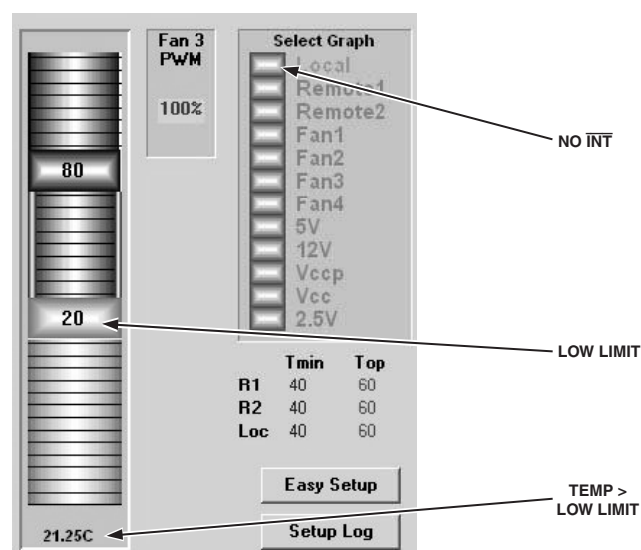 Fan 3
PWM
100%
80
20
21.25C
Select Graph
Local
Remote1
Remote2
Fan1
Fan2
Fan3
Fan4
5V
12V
Vccp
Vcc
2.5V
Tmin Top
R1 40 60
R2 40 60
Loc 40 60
Easy Setup
Setup Log
NO I̅N̅T̅
LOW LIMIT
TEMP >
LOW LIMIT